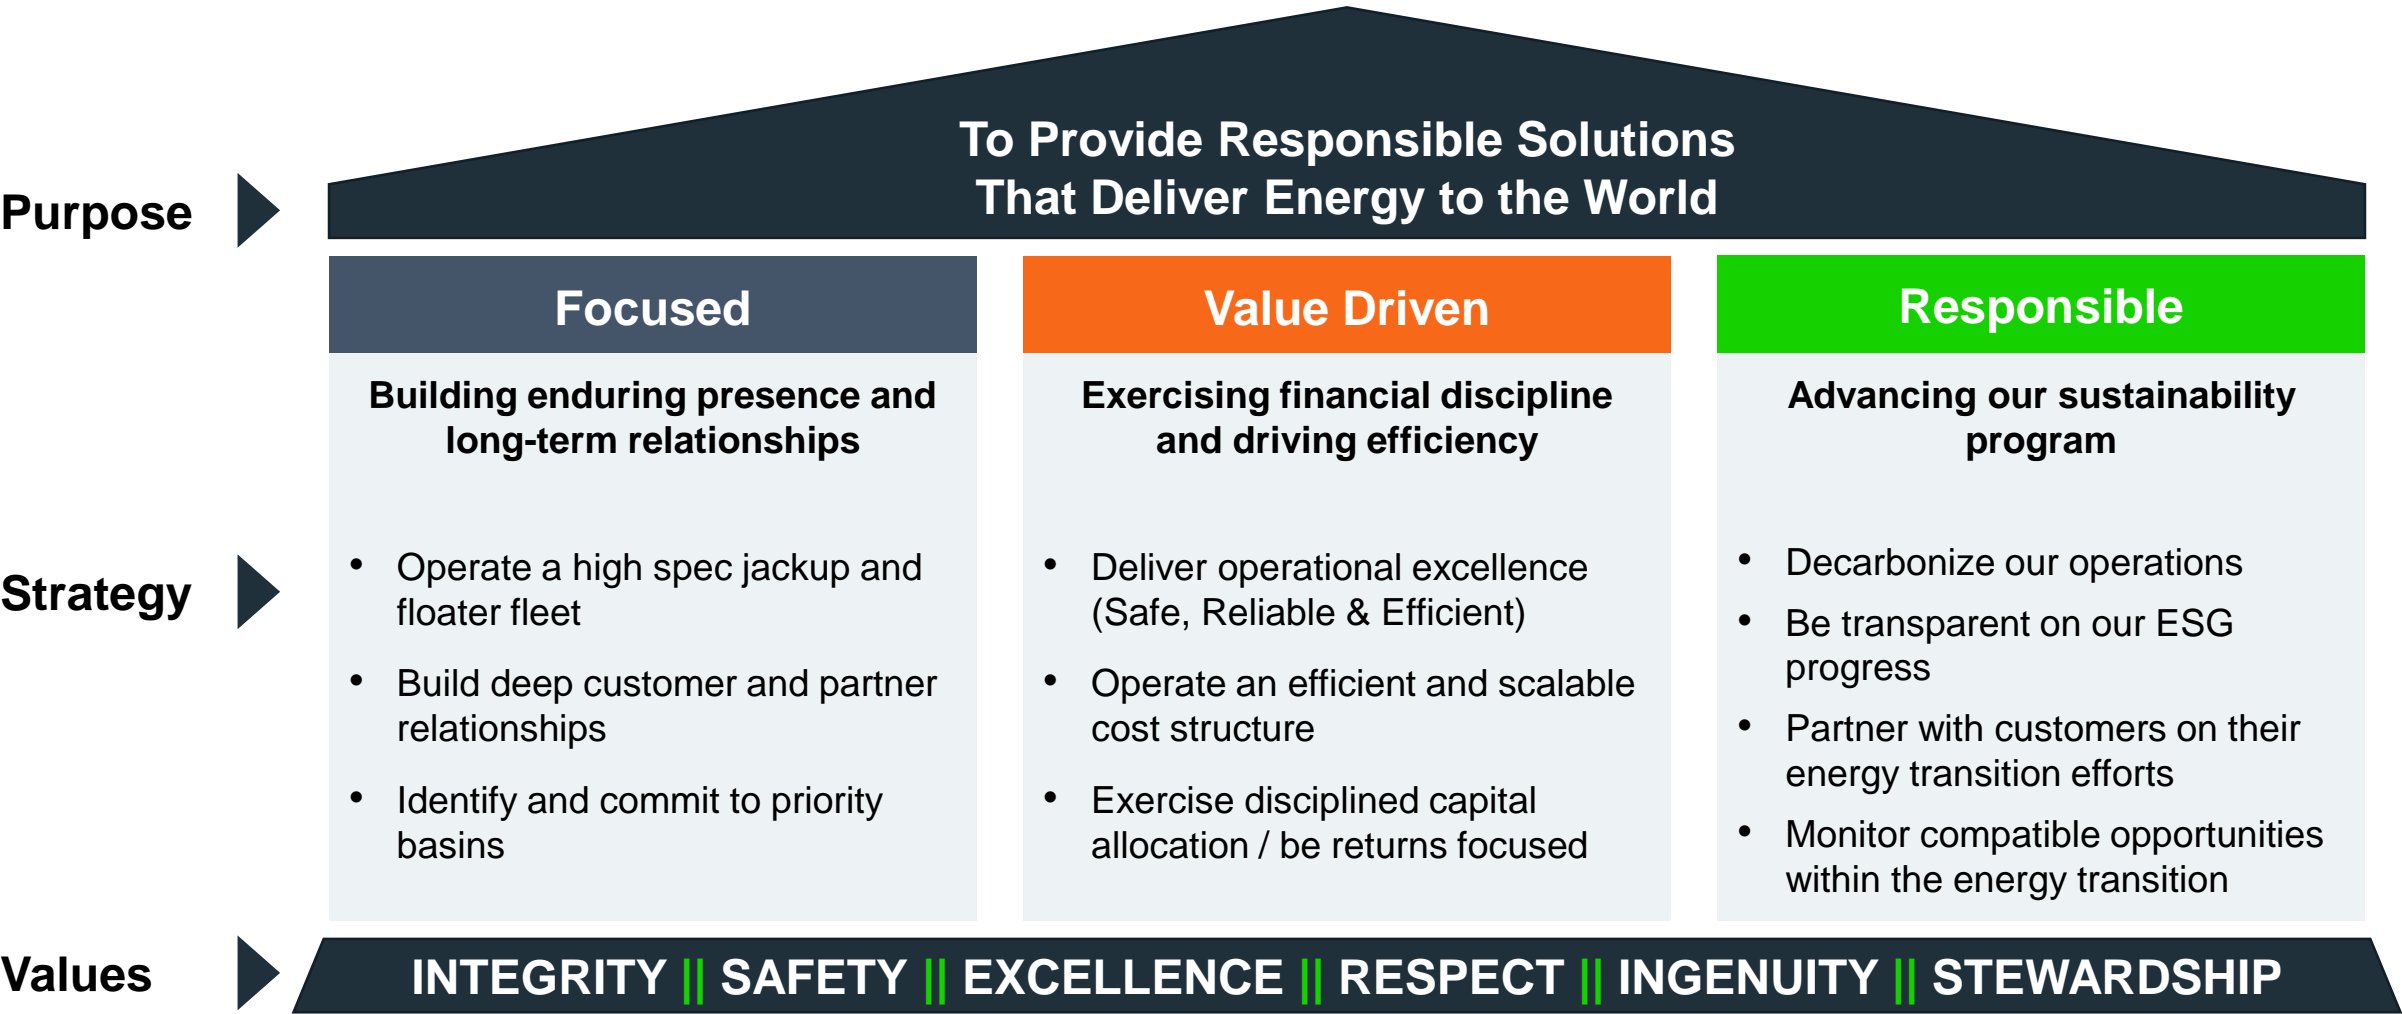 To Provide Responsible Solutions
That Deliver Energy to the World
Purpose
Focused
Value Driven
Responsible
Building enduring presence and
long-term relationships
Exercising financial discipline
and driving efficiency
Advancing our sustainability
program
Strategy
• Operate a high spec jackup and
floater fleet
• Build deep customer and partner
relationships
• Identify and commit to priority
basins
• Deliver operational excellence
(Safe, Reliable & Efficient)
• Operate an efficient and scalable
cost structure
• Exercise disciplined capital
allocation / be returns focused
• Decarbonize our operations
• Be transparent on our ESG
progress
• Partner with customers on their
energy transition efforts
• Monitor compatible opportunities
within the energy transition
Values
INTEGRITY || SAFETY || EXCELLENCE || RESPECT || INGENUITY || STEWARDSHIP